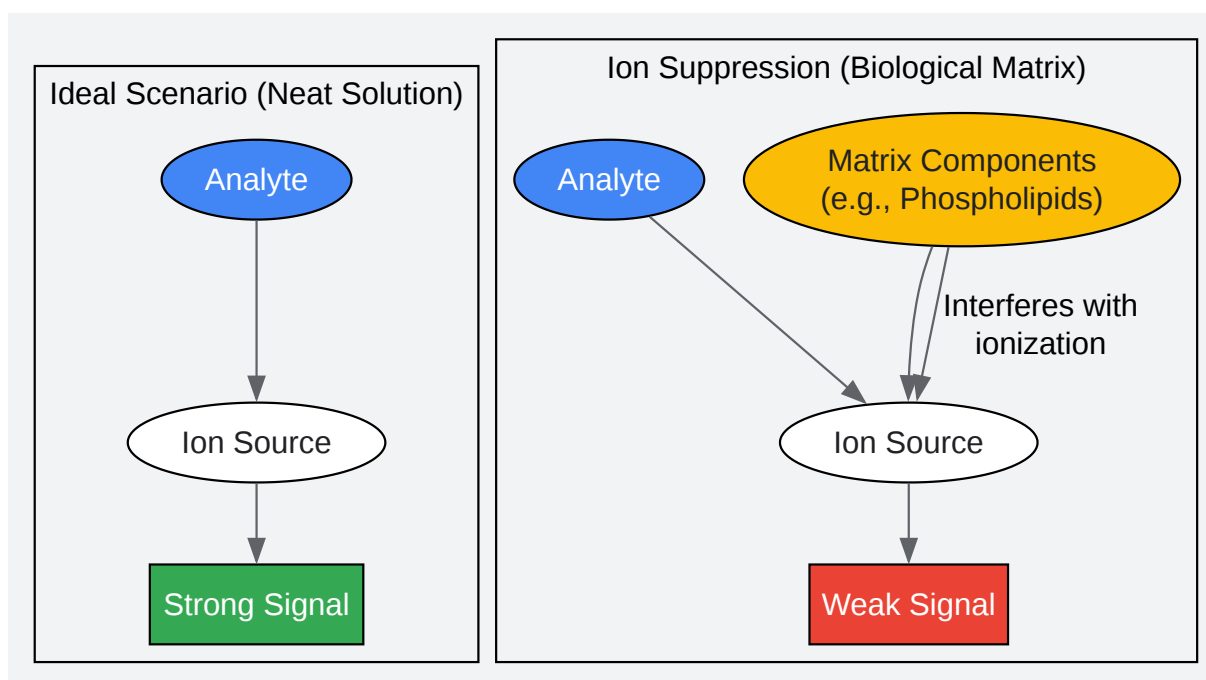 Ideal Scenario (Neat Solution)
Analyte
Ion Source
Strong Signal
Ion Suppression (Biological Matrix)
Analyte
Matrix Components
(e.g., Phospholipids)
Interferes with
ionization
Ion Source
Weak Signal